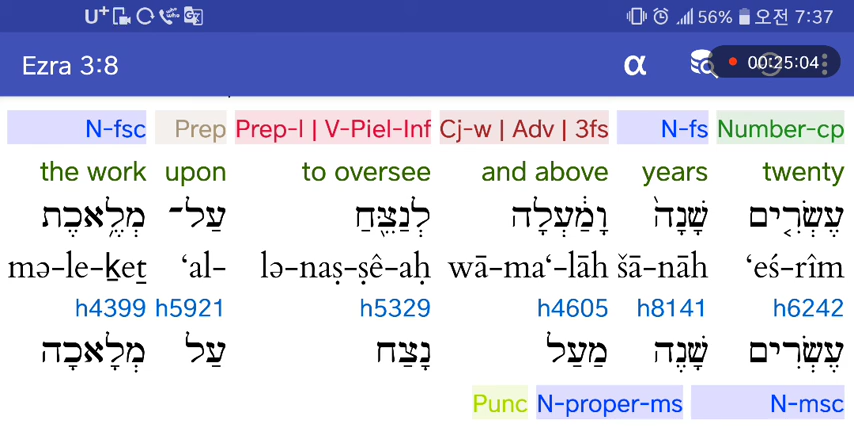 U+ 56% 오전 7:37
Ezra 3:8 α 00:25:04
N-fsc Prep Prep-l | V-Piel-Inf Cj-w | Adv | 3fs N-fs Number-cp
the work upon to oversee and above years twenty
עֶשְׂרִ֤ים שָׁנָה֙ וָמַ֔עְלָה לְנַצֵּ֖חַ עַל־ מְלֶ֥אכֶת
mə-le-ḵeṯ ‘al- lə-naṣ-ṣê-aḥ wā-ma‘-lāh šā-nāh ‘eś-rîm
h4399 h5921 h5329 h4605 h8141 h6242
עֶשְׂרִים שָׁנֶה מַעַל נָצַח עַל מְלָאכָה
Punc N-proper-ms N-msc